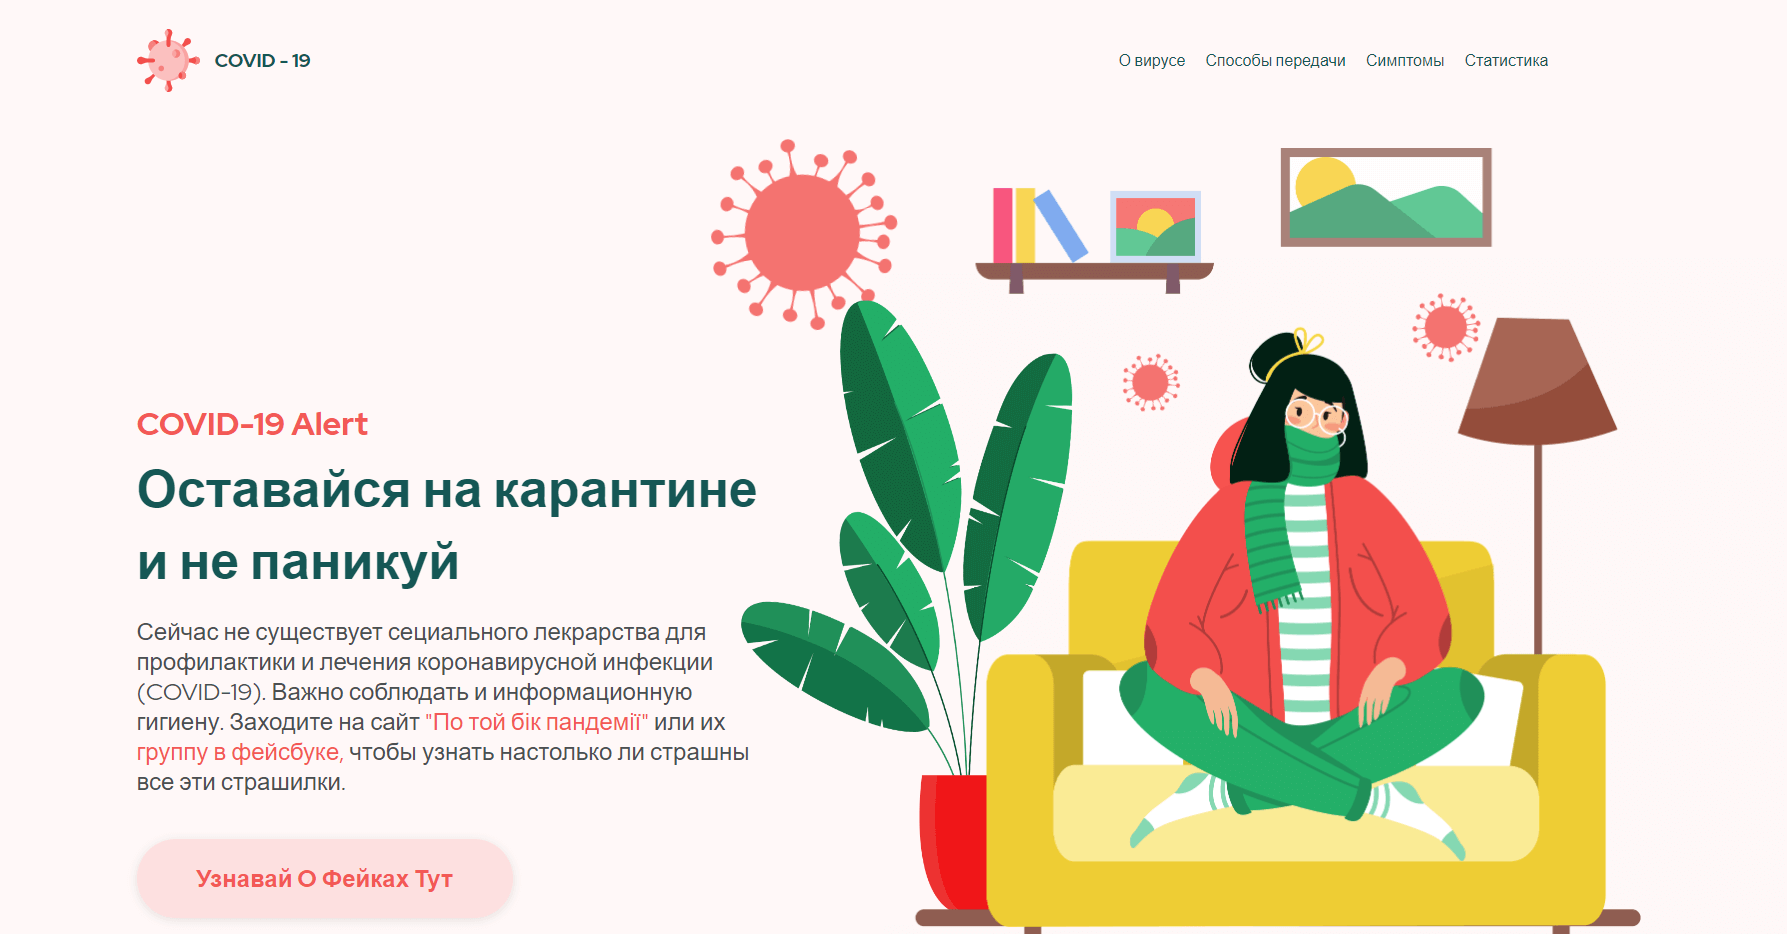 COVID - 19
О вирусе
Способы передачи
Симптомы
Статистика
COVID-19 Alert
Оставайся на карантине
и не паникуй
Сейчас не существует сециального лекрарства для
профилактики и лечения коронавирусной инфекции
(COVID-19). Важно соблюдать и информационную
гигиену. Заходите на сайт "По той бік пандемії" или их
группу в фейсбуке, чтобы узнать настолько ли страшны
все эти страшилки.
Узнавай О Фейках Тут